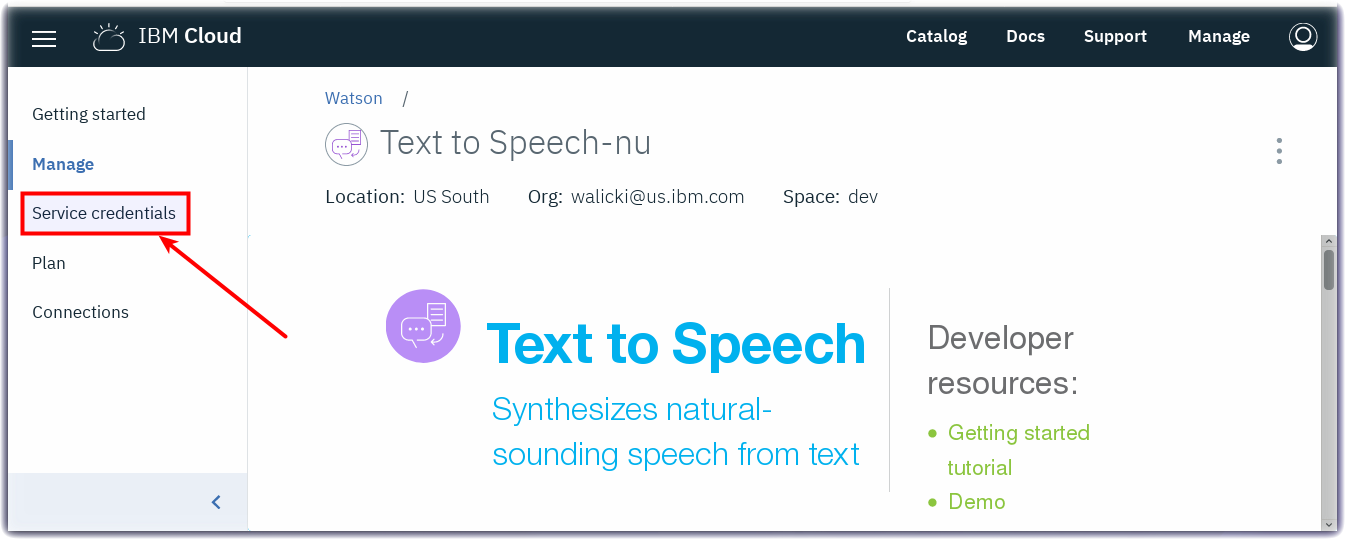 IBM Cloud
Catalog
Docs
Support
Manage
Getting started
Manage
Service credentials
Plan
Connections
Watson /
Text to Speech-nu
Location: US South Org: walicki@us.ibm.com Space: dev
Text to Speech
Synthesizes natural-
sounding speech from text
Developer
resources:
• Getting started
tutorial
• Demo